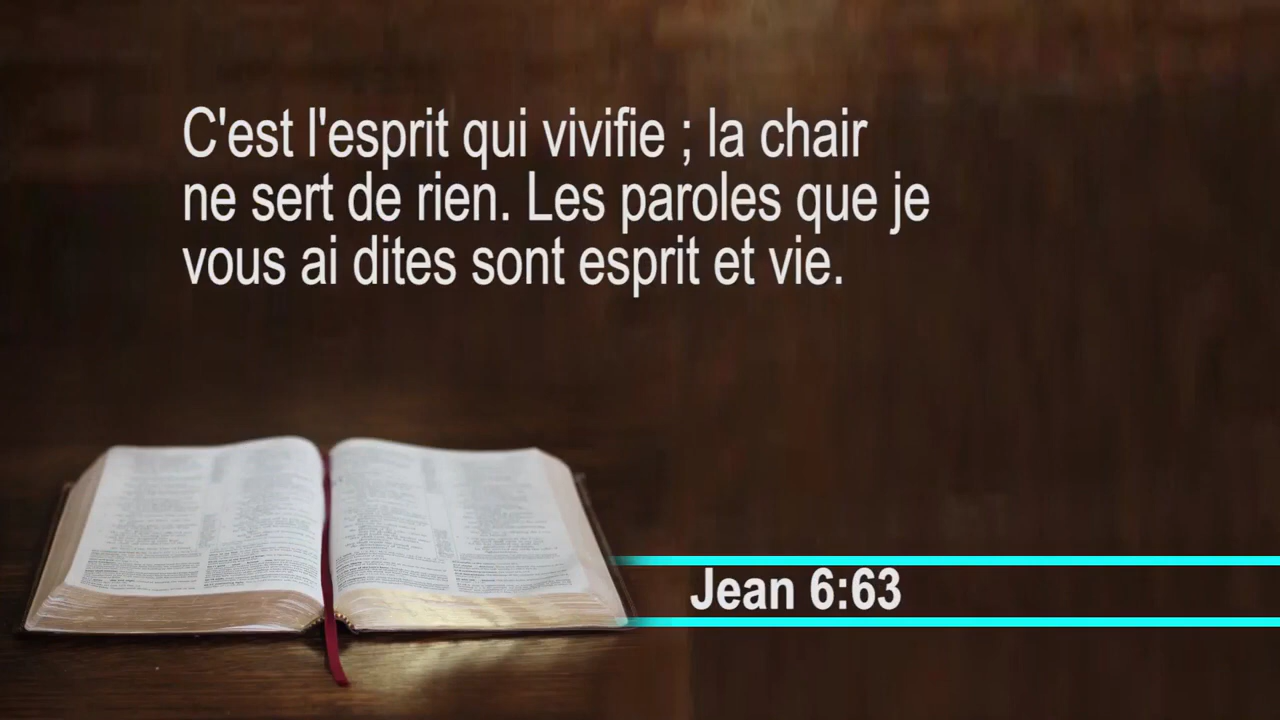 C'est l'esprit qui vivifie ; la chair
ne sert de rien. Les paroles que je
vous ai dites sont esprit et vie.
Jean 6:63